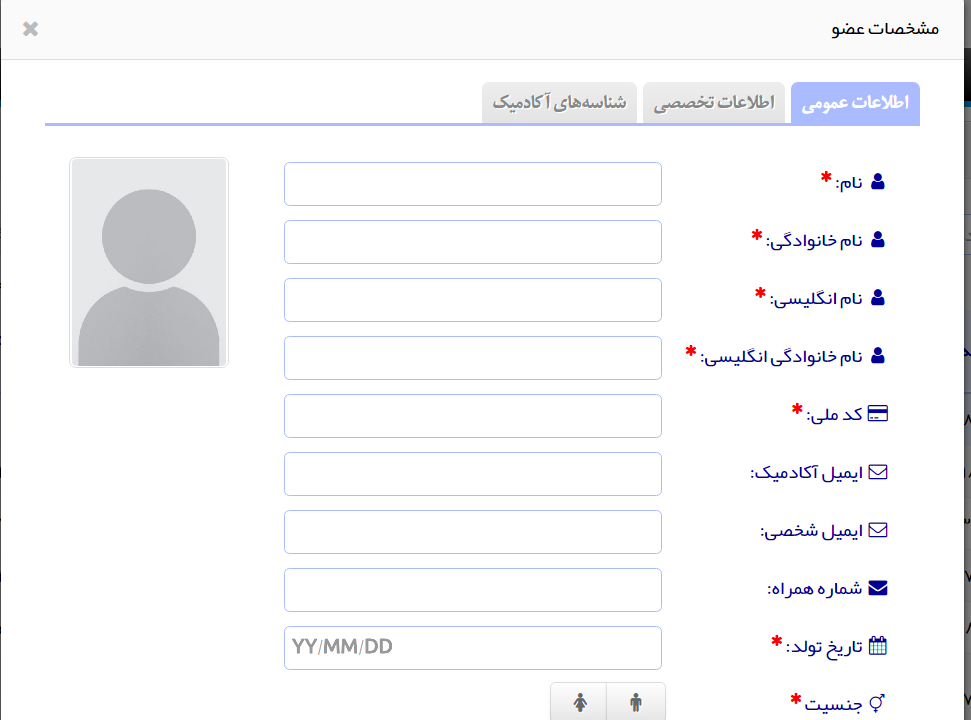 مشخصات عضو
اطلاعات عمومی اطلاعات تخصصی شناسه‌های آکادمیک
نام: *
نام خانوادگی: *
نام انگلیسی: *
نام خانوادگی انگلیسی: *
کد ملی: *
ایمیل آکادمیک:
ایمیل شخصی:
شماره همراه:
تاریخ تولد: * YY/MM/DD
جنسیت *